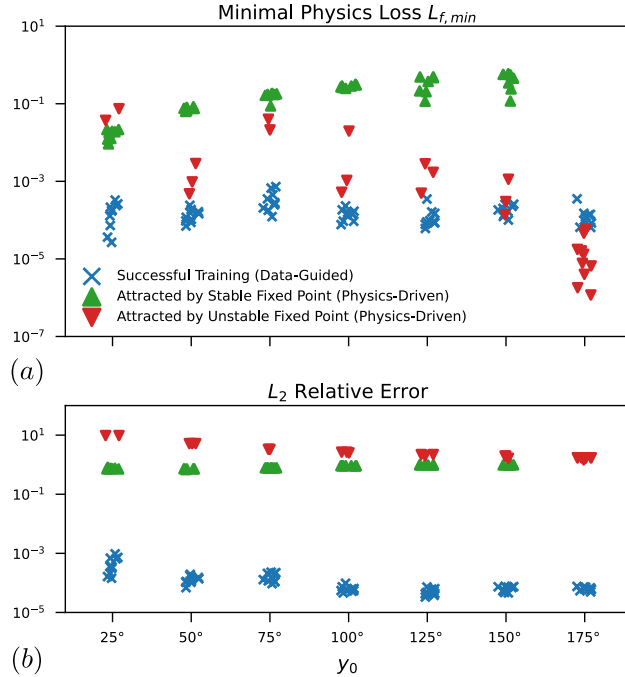 Minimal Physics Loss L_{f,min}
10^1
10^{-1}
10^{-3}
10^{-5}
10^{-7}
Successful Training (Data-Guided)
Attracted by Stable Fixed Point (Physics-Driven)
Attracted by Unstable Fixed Point (Physics-Driven)
(a)
L_2 Relative Error
10^1
10^{-1}
10^{-3}
10^{-5}
25° 50° 75° 100° 125° 150° 175°
(b)
y_0